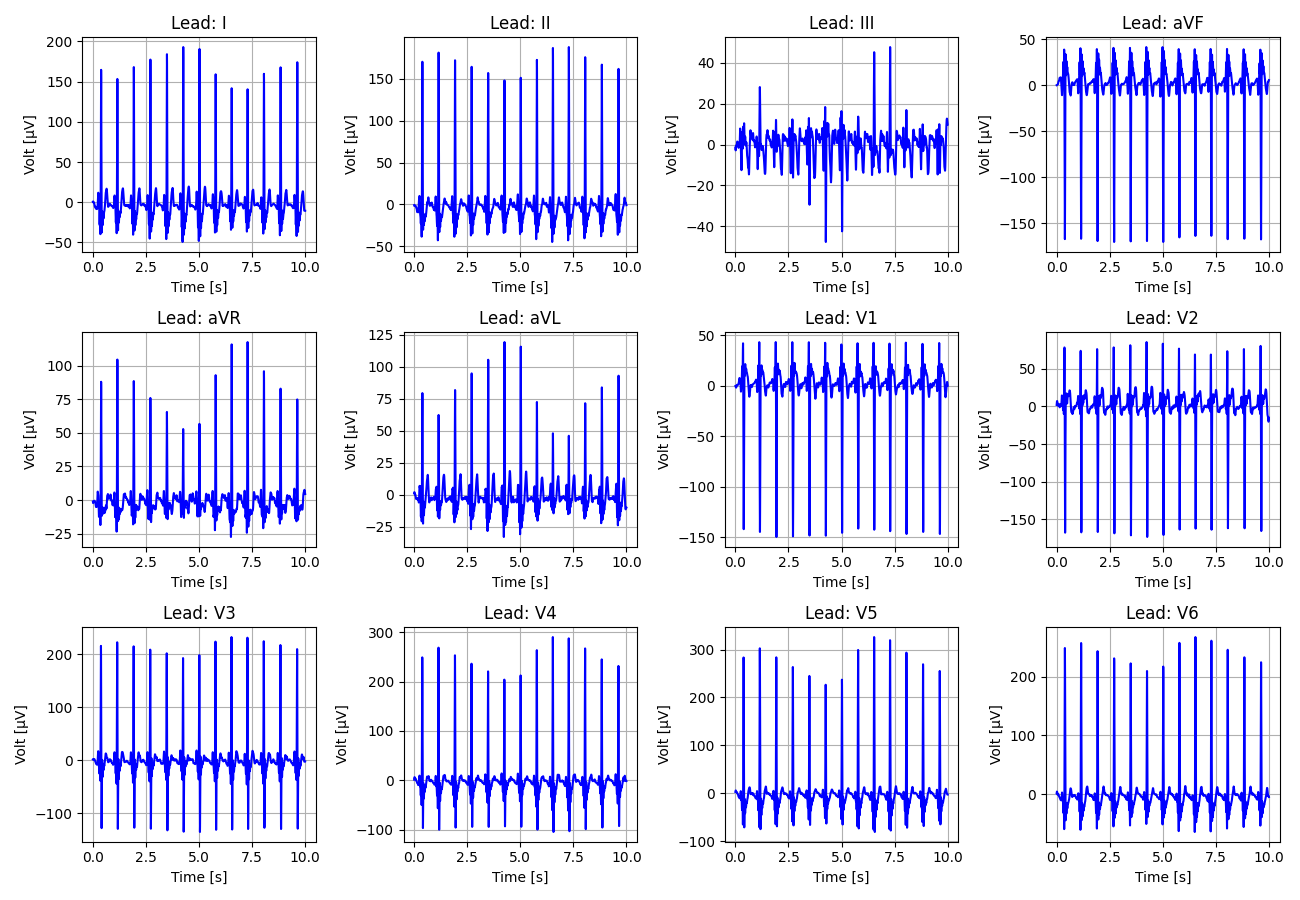 Lead: I
Lead: II
Lead: III
Lead: aVF
Volt [µV]
200
150
100
50
0
−50
0.0 2.5 5.0 7.5 10.0
Time [s]
Volt [µV]
150
100
50
0
−50
0.0 2.5 5.0 7.5 10.0
Time [s]
Volt [µV]
40
20
0
−20
−40
0.0 2.5 5.0 7.5 10.0
Time [s]
Volt [µV]
50
0
−50
−100
−150
0.0 2.5 5.0 7.5 10.0
Time [s]
Lead: aVR
Lead: aVL
Lead: V1
Lead: V2
Volt [µV]
100
75
50
25
0
−25
0.0 2.5 5.0 7.5 10.0
Time [s]
Volt [µV]
125
100
75
50
25
0
−25
0.0 2.5 5.0 7.5 10.0
Time [s]
Volt [µV]
50
0
−50
−100
−150
0.0 2.5 5.0 7.5 10.0
Time [s]
Volt [µV]
50
0
−50
−100
−150
0.0 2.5 5.0 7.5 10.0
Time [s]
Lead: V3
Lead: V4
Lead: V5
Lead: V6
Volt [µV]
200
100
0
−100
0.0 2.5 5.0 7.5 10.0
Time [s]
Volt [µV]
300
200
100
0
−100
0.0 2.5 5.0 7.5 10.0
Time [s]
Volt [µV]
300
200
100
0
−100
0.0 2.5 5.0 7.5 10.0
Time [s]
Volt [µV]
200
100
0
0.0 2.5 5.0 7.5 10.0
Time [s]